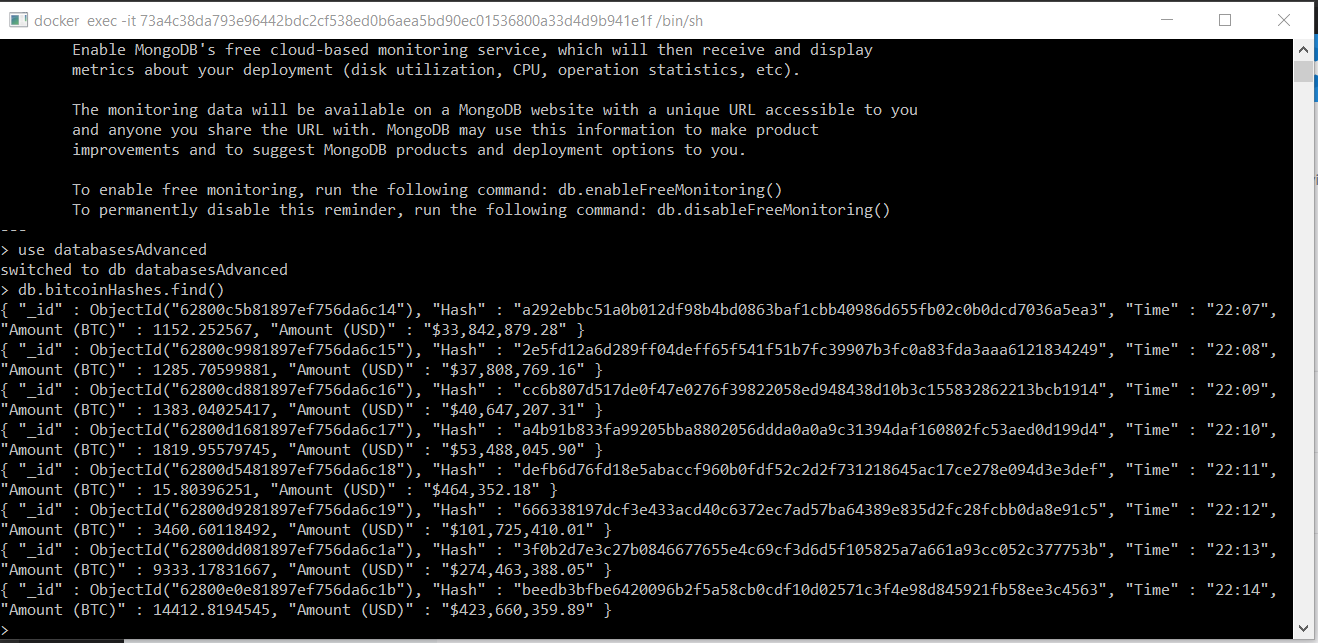 docker  exec -it 73a4c38da793e96442bdc2cf538ed0b6aea5bd90ec01536800a33d4d9b941e1f /bin/sh
Enable MongoDB's free cloud-based monitoring service, which will then receive and display
metrics about your deployment (disk utilization, CPU, operation statistics, etc).
The monitoring data will be available on a MongoDB website with a unique URL accessible to you
and anyone you share the URL with. MongoDB may use this information to make product
improvements and to suggest MongoDB products and deployment options to you.
To enable free monitoring, run the following command: db.enableFreeMonitoring()
To permanently disable this reminder, run the following command: db.disableFreeMonitoring()
---
> use databasesAdvanced
switched to db databasesAdvanced
> db.bitcoinHashes.find()
{ "_id" : ObjectId("62800c5b81897ef756da6c14"), "Hash" : "a292ebbc51a0b012df98b4bd0863baf1cbb40986d655fb02c0b0dcd7036a5ea3", "Time" : "22:07",
"Amount (BTC)" : 1152.252567, "Amount (USD)" : "$33,842,879.28" }
{ "_id" : ObjectId("62800c9981897ef756da6c15"), "Hash" : "2e5fd12a6d289ff04deff65f541f51b7fc39907b3fc0a83fda3aaa6121834249", "Time" : "22:08",
"Amount (BTC)" : 1285.70599881, "Amount (USD)" : "$37,808,769.16" }
{ "_id" : ObjectId("62800cd881897ef756da6c16"), "Hash" : "cc6b807d517de0f47e0276f39822058ed948438d10b3c155832862213bcb1914", "Time" : "22:09",
"Amount (BTC)" : 1383.04025417, "Amount (USD)" : "$40,647,207.31" }
{ "_id" : ObjectId("62800d1681897ef756da6c17"), "Hash" : "a4b91b833fa99205bba8802056ddda0a0a9c31394daf160802fc53aed0d199d4", "Time" : "22:10",
"Amount (BTC)" : 1819.95579745, "Amount (USD)" : "$53,488,045.90" }
{ "_id" : ObjectId("62800d5481897ef756da6c18"), "Hash" : "defb6d76fd18e5abaccf960b0fdf52c2d2f731218645ac17ce278e094d3e3def", "Time" : "22:11",
"Amount (BTC)" : 15.80396251, "Amount (USD)" : "$464,352.18" }
{ "_id" : ObjectId("62800d9281897ef756da6c19"), "Hash" : "666338197dcf3e433acd40c6372ec7ad57ba64389e835d2fc28fcbb0da8e91c5", "Time" : "22:12",
"Amount (BTC)" : 3460.60118492, "Amount (USD)" : "$101,725,410.01" }
{ "_id" : ObjectId("62800dd081897ef756da6c1a"), "Hash" : "3f0b2d7e3c27b0846677655e4c69cf3d6d5f105825a7a661a93cc052c377753b", "Time" : "22:13",
"Amount (BTC)" : 9333.17831667, "Amount (USD)" : "$274,463,388.05" }
{ "_id" : ObjectId("62800e0e81897ef756da6c1b"), "Hash" : "beedb3bfbe6420096b2f5a58cb0cdf10d02571c3f4e98d845921fb58ee3c4563", "Time" : "22:14",
"Amount (BTC)" : 14412.8194545, "Amount (USD)" : "$423,660,359.89" }
>